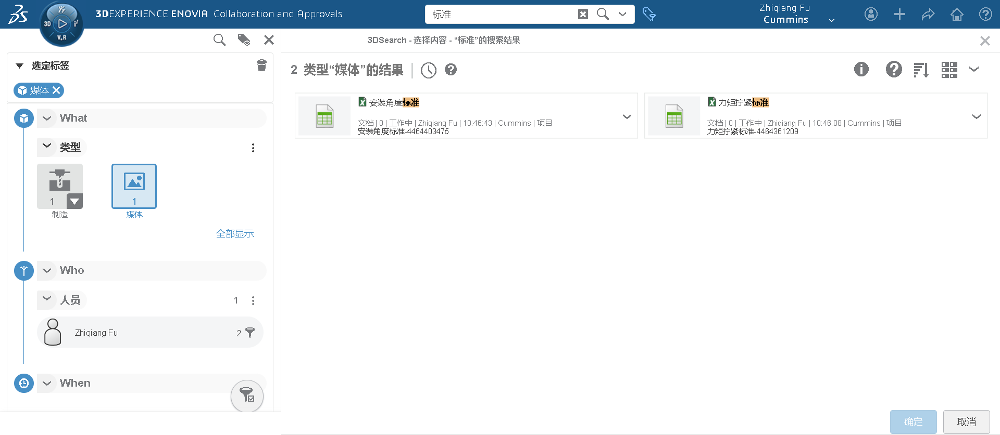 3DEXPERIENCE ENOVIA Collaboration and Approvals
3D
V.R
标准
Zhiqiang Fu
Cummins
3DSearch - 选择内容 - “标准”的搜索结果
选定标签
媒体
2 类型“媒体”的结果
安装角度标准
文档 | 0 | 工作中 | Zhiqiang Fu | 10:46:43 | Cummins | 项目
安装角度标准-4464403475
力矩拧紧标准
文档 | 0 | 工作中 | Zhiqiang Fu | 10:46:08 | Cummins | 项目
力矩拧紧标准-4464361209
What
类型
1
制造
1
媒体
全部显示
Who
人员 1
Zhiqiang Fu 2
When
确定
取消